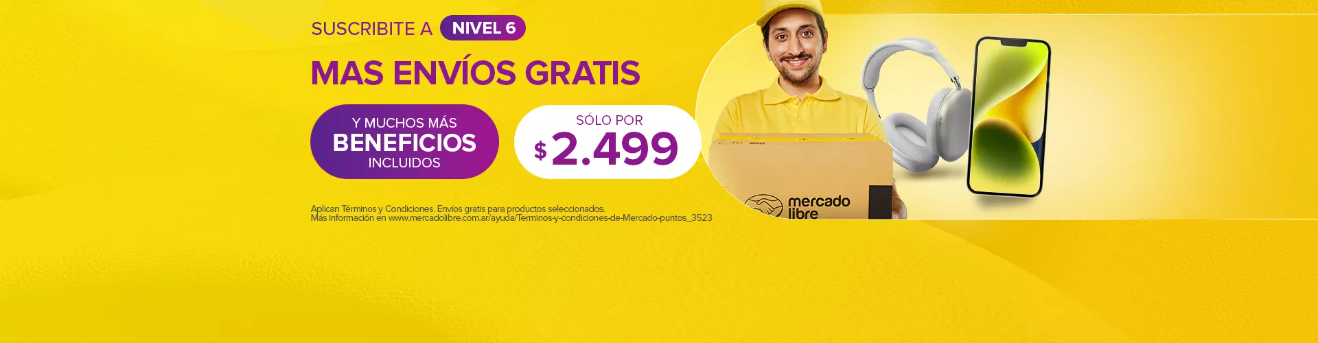 SUSCRIBITE A NIVEL 6
MAS ENVÍOS GRATIS
Y MUCHOS MÁS
BENEFICIOS
INCLUIDOS
SÓLO POR
$ 2.499
Aplican Términos y Condiciones. Envíos gratis para productos seleccionados.
Más información en www.mercadolibre.com.ar/ayuda/Terminos-y-condiciones-de-Mercado-puntos_3523
mercado
libre